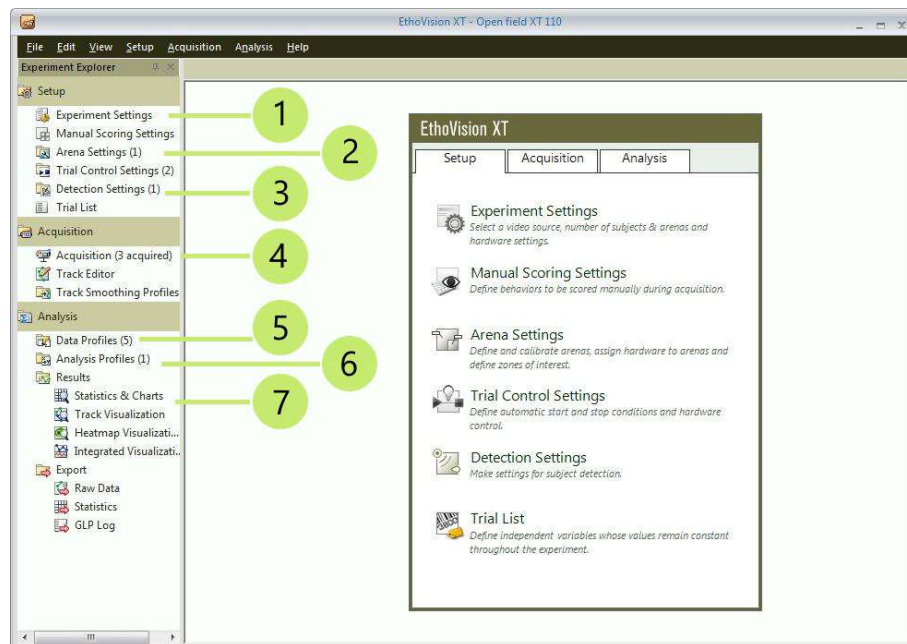 EthoVision XT - Open field XT 110
File Edit View Setup Acquisition Analysis Help
Experiment Explorer
Setup
Experiment Settings
Manual Scoring Settings
Arena Settings (1)
Trial Control Settings (2)
Detection Settings (1)
Trial List
Acquisition
Acquisition (3 acquired)
Track Editor
Track Smoothing Profiles
Analysis
Data Profiles (5)
Analysis Profiles (1)
Results
Statistics & Charts
Track Visualization
Heatmap Visualizati...
Integrated Visualizati..
Export
Raw Data
Statistics
GLP Log
1
2
3
4
5
6
7
EthoVision XT
Setup Acquisition Analysis
Experiment Settings
Select a video source, number of subjects & arenas and
hardware settings.
Manual Scoring Settings
Define behaviors to be scored manually during acquisition.
Arena Settings
Define and calibrate arenas, assign hardware to arenas and
define zones of interest.
Trial Control Settings
Define automatic start and stop conditions and hardware
control.
Detection Settings
Make settings for subject detection.
Trial List
Define independent variables whose values remain constant
throughout the experiment.